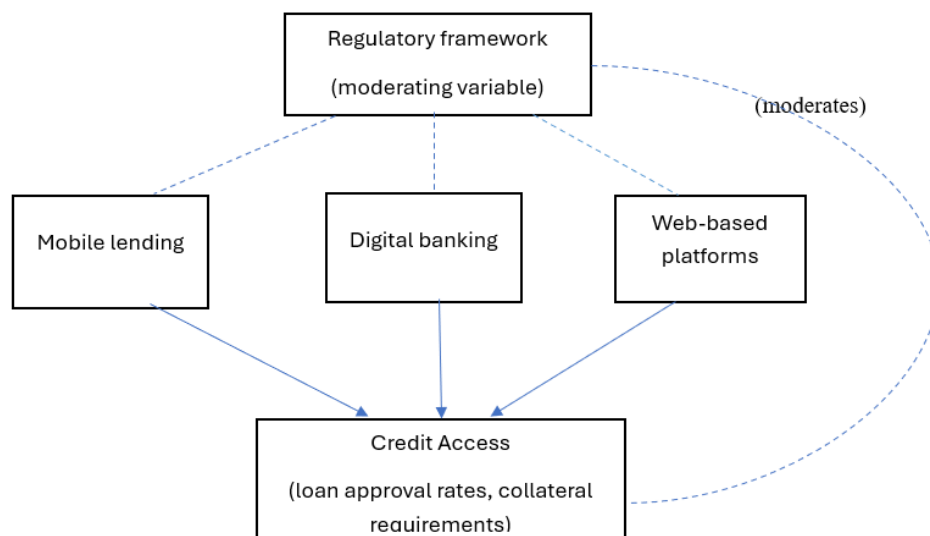 Regulatory framework
(moderating variable)
(moderates)
Mobile lending
Digital banking
Web-based
platforms
Credit Access
(loan approval rates, collateral
requirements)